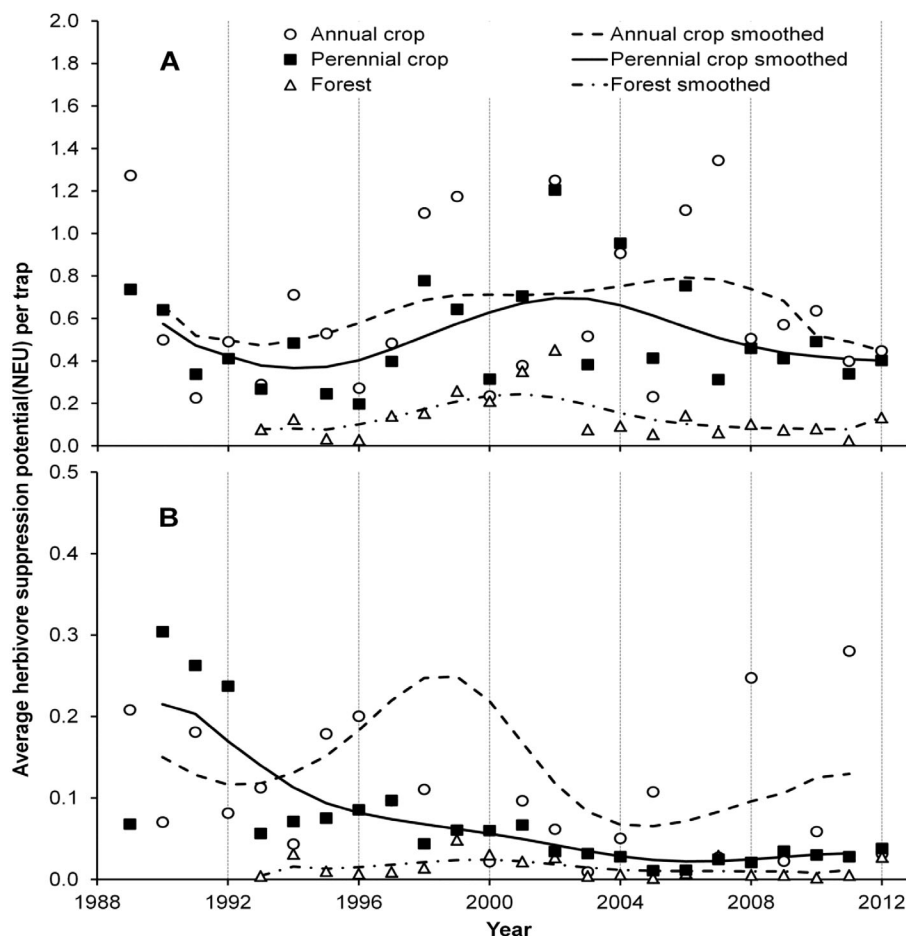 Average herbivore suppression potential(NEU) per trap
2.0
1.8
1.6
1.4
1.2
1.0
0.8
0.6
0.4
0.2
0.0
A
Annual crop
Perennial crop
Forest
Annual crop smoothed
Perennial crop smoothed
Forest smoothed
0.5
0.4
0.3
0.2
0.1
0.0
B
1988 1992 1996 2000 2004 2008 2012
Year